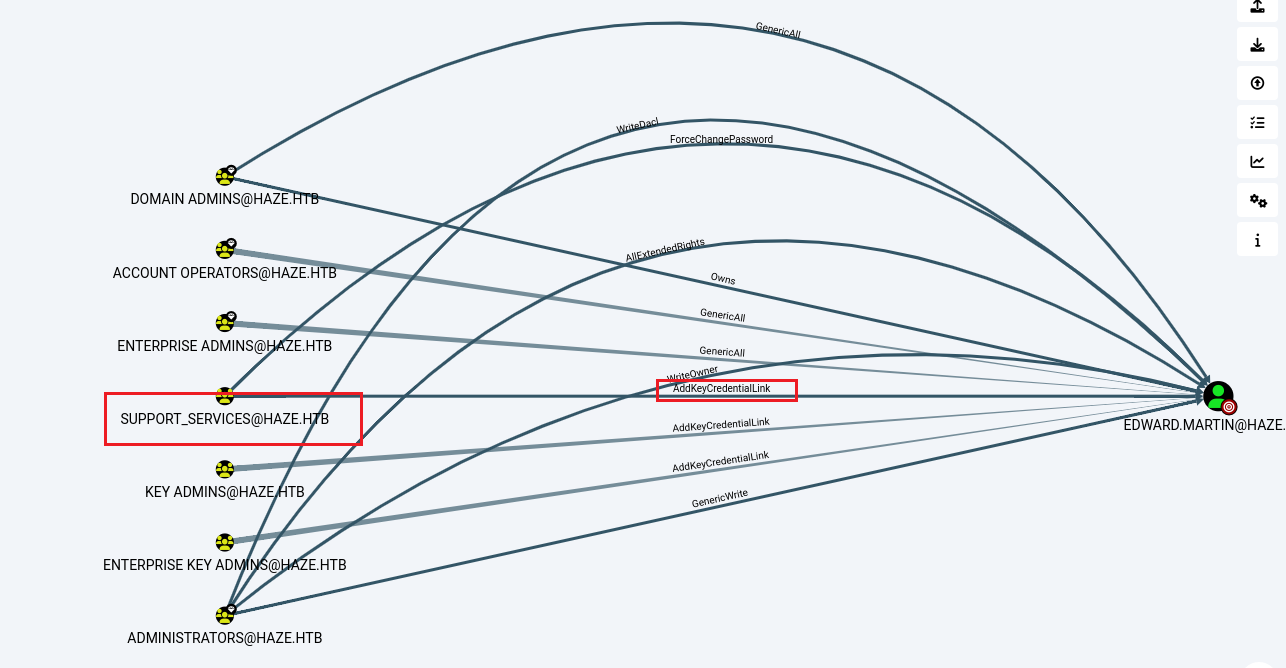 GenericAll
WriteDacl
ForceChangePassword
DOMAIN ADMINS@HAZE.HTB
AllExtendedRights
ACCOUNT OPERATORS@HAZE.HTB
Owns
GenericAll
ENTERPRISE ADMINS@HAZE.HTB
GenericAll
WriteOwner
AddKeyCredentialLink
SUPPORT_SERVICES@HAZE.HTB
EDWARD.MARTIN@HAZE.
AddKeyCredentialLink
AddKeyCredentialLink
KEY ADMINS@HAZE.HTB
GenericWrite
ENTERPRISE KEY ADMINS@HAZE.HTB
ADMINISTRATORS@HAZE.HTB